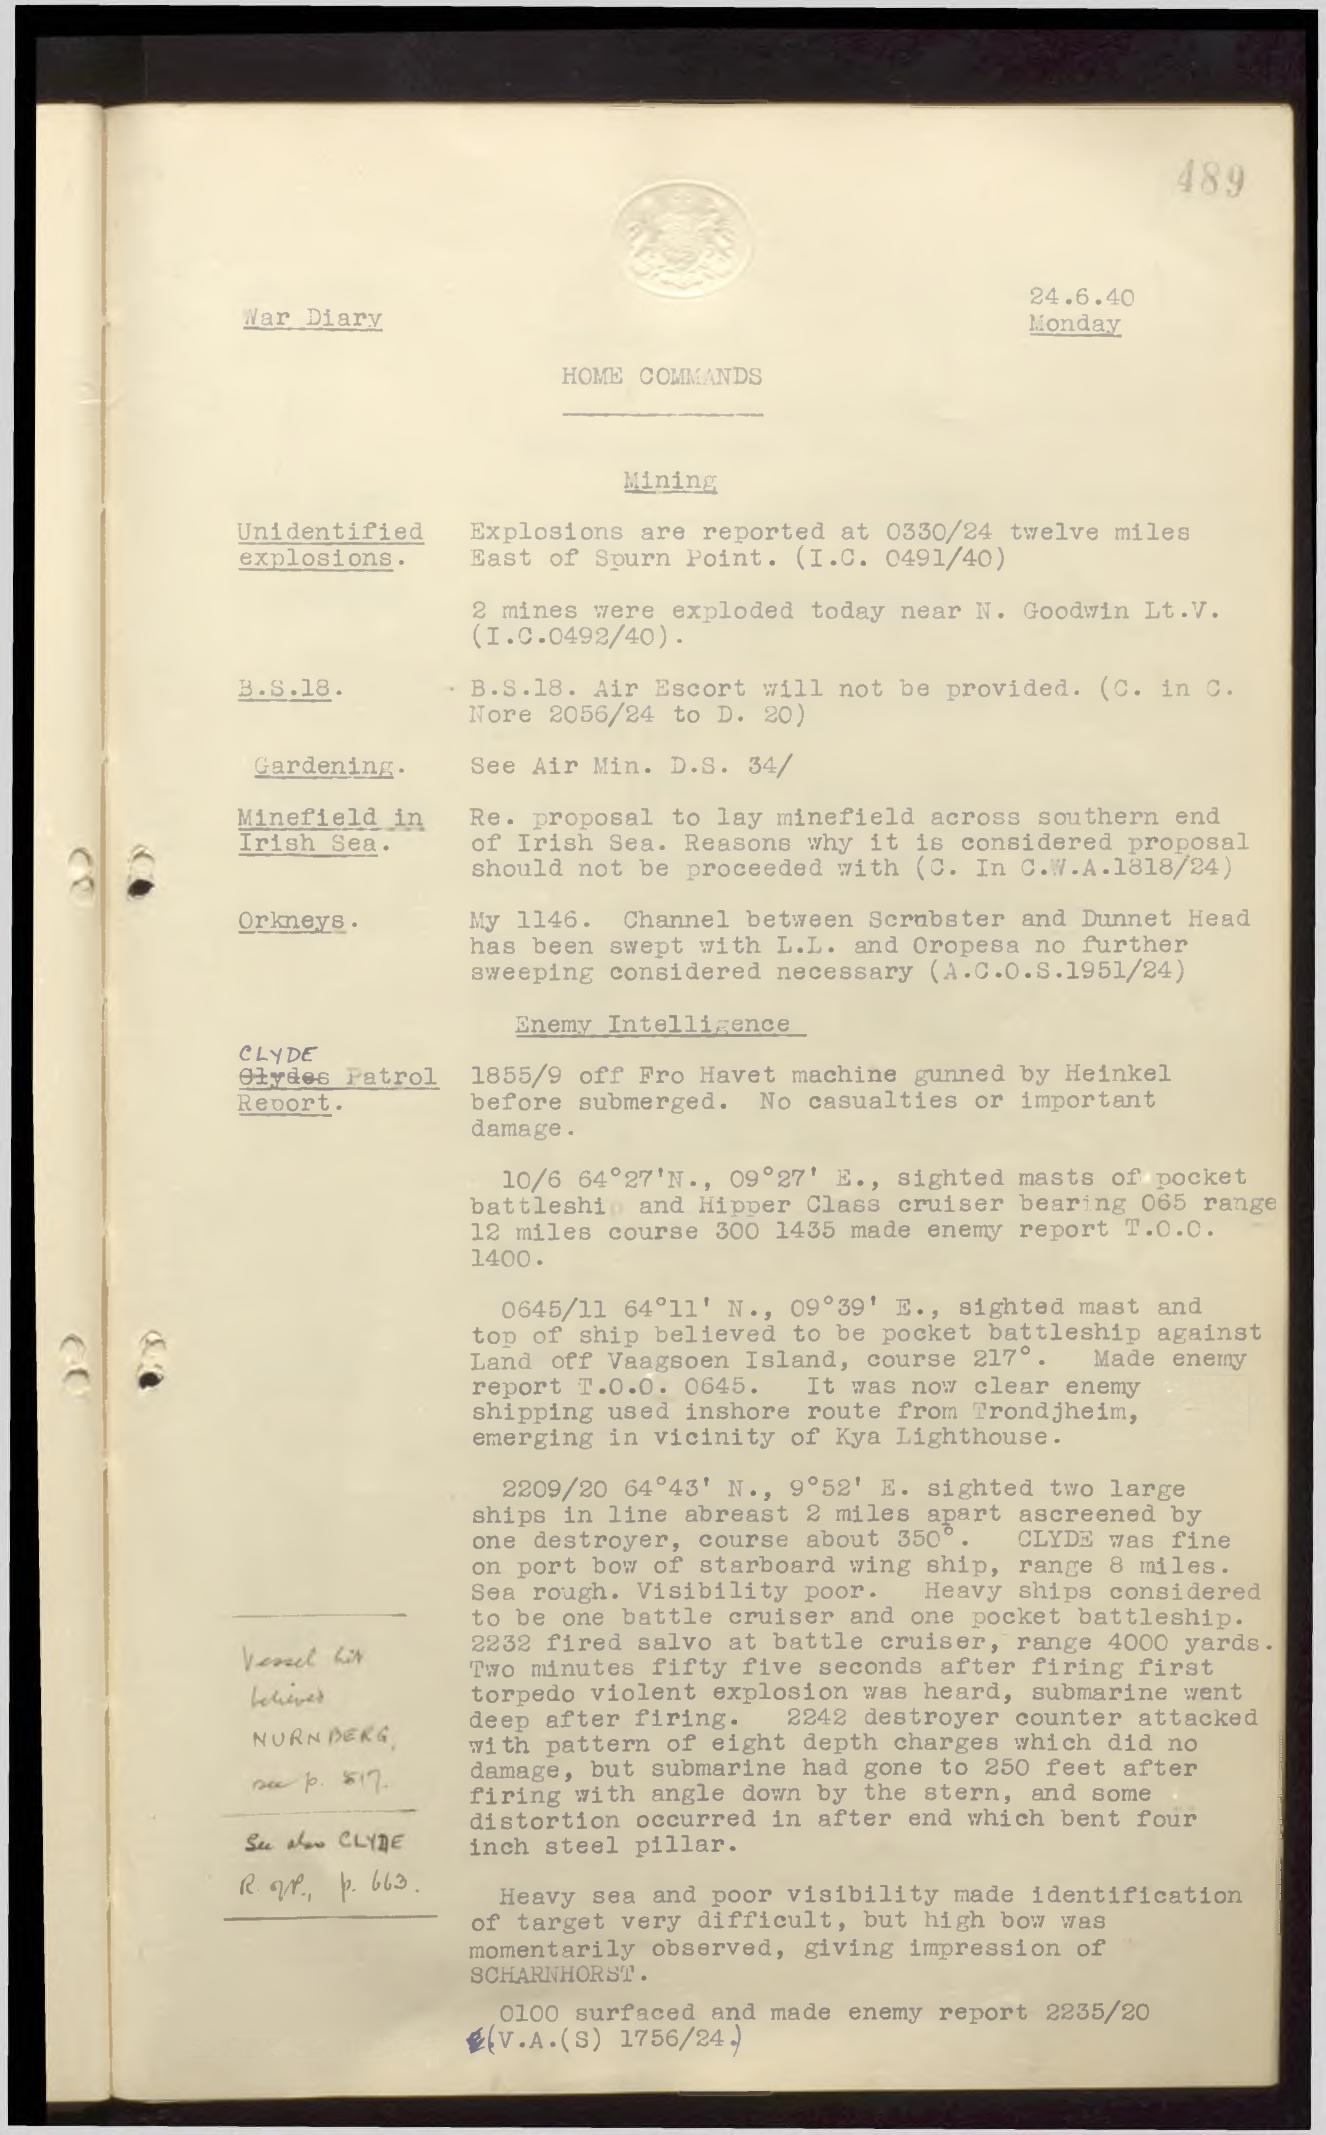 489
24.6.40
War Diary
Monday
HOME COMMANDS
Mining
Unidentified
explosions.
Explosions are reported at 0330/24 twelve miles
East of Spurn Point. (I.C. 0491/40)
2 mines were exploded today near N. Goodwin Lt.V.
(I.C.0492/40).
B.S.18.
B.S.18. Air Escort will not be provided. (C. in C.
Nore 2056/24 to D. 20)
Gardening.
See Air Min. D.S. 34/
Minefield in
Irish Sea.
Re. proposal to lay minefield across southern end
of Irish Sea. Reasons why it is considered proposal
should not be proceeded with (C. In C.W.A.1818/24)
Orkneys.
My 1146. Channel between Scrabster and Dunnet Head
has been swept with L.L. and Oropesa no further
sweeping considered necessary (A.C.O.S.1951/24)
Enemy Intelligence
CLYDE
Clydes Patrol
Report.
1855/9 off Fro Havet machine gunned by Heinkel
before submerged. No casualties or important
damage.
10/6 64°27'N., 09°27' E., sighted masts of pocket
battleshi and Hipper Class cruiser bearing 065 range
12 miles course 300 1435 made enemy report T.O.O.
1400.
0645/11 64°11' N., 09°39' E., sighted mast and
top of ship believed to be pocket battleship against
Land off Vaagsoen Island, course 217°. Made enemy
report T.O.O. 0645. It was now clear enemy
shipping used inshore route from Trondjheim,
emerging in vicinity of Kya Lighthouse.
2209/20 64°43' N., 9°52' E. sighted two large
ships in line abreast 2 miles apart ascreened by
one destroyer, course about 350°. CLYDE was fine
on port bow of starboard wing ship, range 8 miles.
Sea rough. Visibility poor. Heavy ships considered
to be one battle cruiser and one pocket battleship.
2232 fired salvo at battle cruiser, range 4000 yards.
Two minutes fifty five seconds after firing first
torpedo violent explosion was heard, submarine went
deep after firing. 2242 destroyer counter attacked
with pattern of eight depth charges which did no
damage, but submarine had gone to 250 feet after
firing with angle down by the stern, and some
distortion occurred in after end which bent four
inch steel pillar.
Vessel hit
believed
NURNBERG,
see p. 517.
See also CLYDE
R. of P., p. 663.
Heavy sea and poor visibility made identification
of target very difficult, but high bow was
momentarily observed, giving impression of
SCHARNHORST.
0100 surfaced and made enemy report 2235/20
(V.A.(S) 1756/24.)